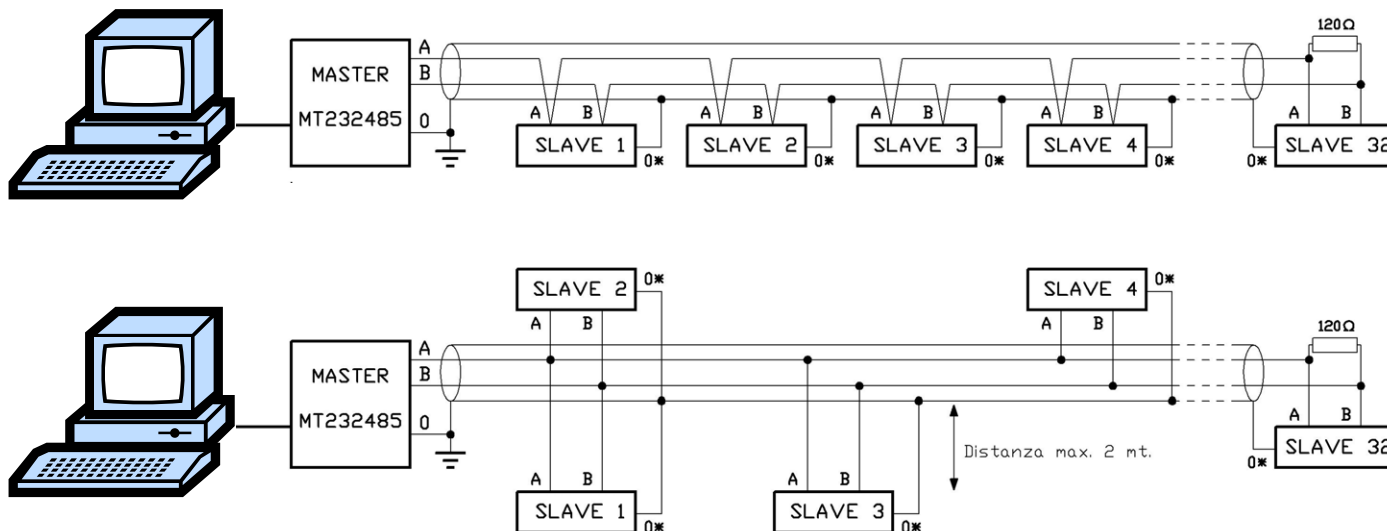 120Ω
A
MASTER
B
MT232485
0
A B
SLAVE 1
0*
A B
SLAVE 2
0*
A B
SLAVE 3
0*
A B
SLAVE 4
0*
A B
0* SLAVE 32
SLAVE 2
0*
A B
SLAVE 4
0*
A B
120Ω
A
MASTER
B
MT232485
0
A B
SLAVE 1
0*
A B
SLAVE 3
0*
Distanza max. 2 mt.
A B
0* SLAVE 32